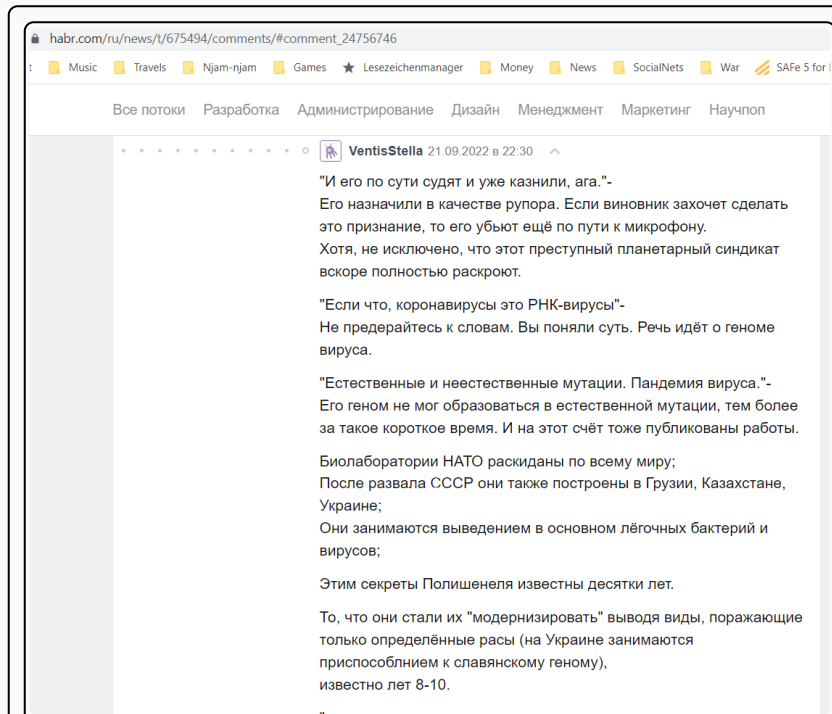 habr.com/ru/news/t/675494/comments/#comment_24756746
t Music Travels Njam-njam Games Lesezeichenmanager Money News SocialNets War SAFe 5 for
Все потоки Разработка Администрирование Дизайн Менеджмент Маркетинг Научпоп
VentisStella 21.09.2022 в 22:30
"И его по сути судят и уже казнили, ага."-
Его назначили в качестве рупора. Если виновник захочет сделать
это признание, то его убьют ещё по пути к микрофону.
Хотя, не исключено, что этот преступный планетарный синдикат
вскоре полностью раскроют.
"Если что, коронавирусы это РНК-вирусы"-
Не предерайтесь к словам. Вы поняли суть. Речь идёт о геноме
вируса.
"Естественные и неестественные мутации. Пандемия вируса."-
Его геном не мог образоваться в естественной мутации, тем более
за такое короткое время. И на этот счёт тоже публикованы работы.
Биолаборатории НАТО раскиданы по всему миру;
После развала СССР они также построены в Грузии, Казахстане,
Украине;
Они занимаются выведением в основном лёгочных бактерий и
вирусов;
Этим секреты Полишенеля известны десятки лет.
То, что они стали их "модернизировать" выводя виды, поражающие
только определённые расы (на Украине занимаются
приспособлнием к славянскому геному),
известно лет 8-10.